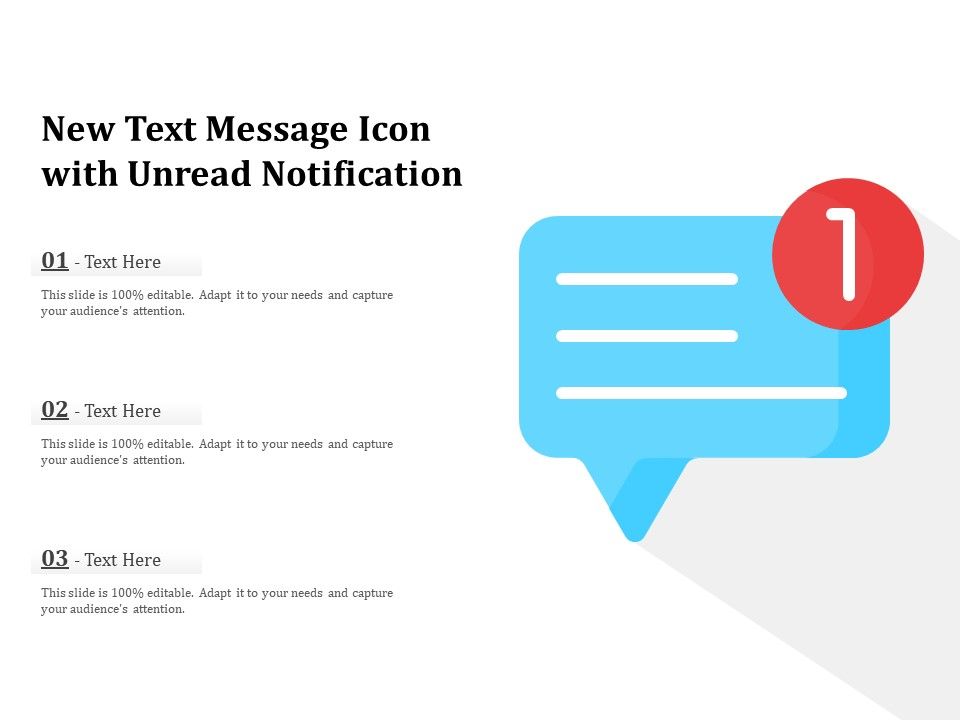 New Text Message Icon
with Unread Notification
01 - Text Here
This slide is 100% editable. Adapt it to your needs and capture
your audience's attention.
02 - Text Here
This slide is 100% editable. Adapt it to your needs and capture
your audience's attention.
03 - Text Here
This slide is 100% editable. Adapt it to your needs and capture
your audience's attention.
1